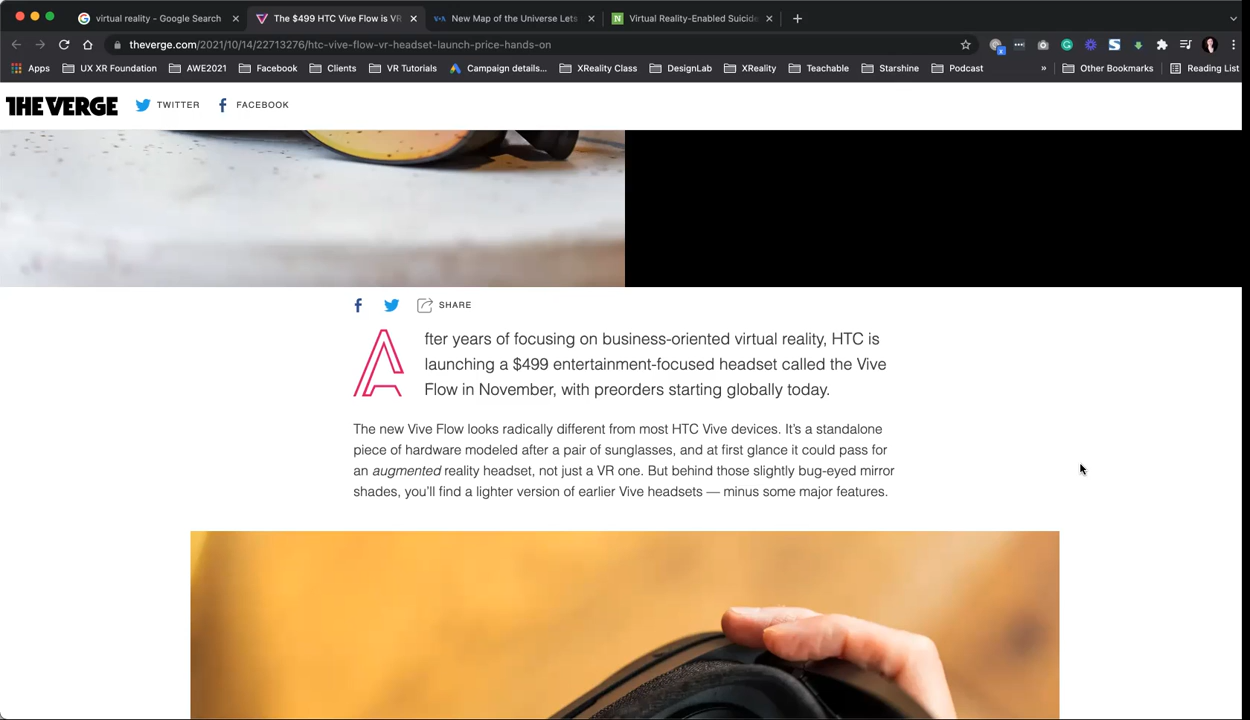 virtual reality - Google Search
The $499 HTC Vive Flow is VR
New Map of the Universe Lets
Virtual Reality-Enabled Suicide
theverge.com/2021/10/14/22713276/htc-vive-flow-vr-headset-launch-price-hands-on
Apps UX XR Foundation AWE2021 Facebook Clients VR Tutorials Campaign details... XReality Class DesignLab XReality Teachable Starshine Podcast » Other Bookmarks Reading List
THE VERGE TWITTER FACEBOOK
SHARE
After years of focusing on business-oriented virtual reality, HTC is
launching a $499 entertainment-focused headset called the Vive
Flow in November, with preorders starting globally today.
The new Vive Flow looks radically different from most HTC Vive devices. It's a standalone
piece of hardware modeled after a pair of sunglasses, and at first glance it could pass for
an augmented reality headset, not just a VR one. But behind those slightly bug-eyed mirror
shades, you'll find a lighter version of earlier Vive headsets — minus some major features.